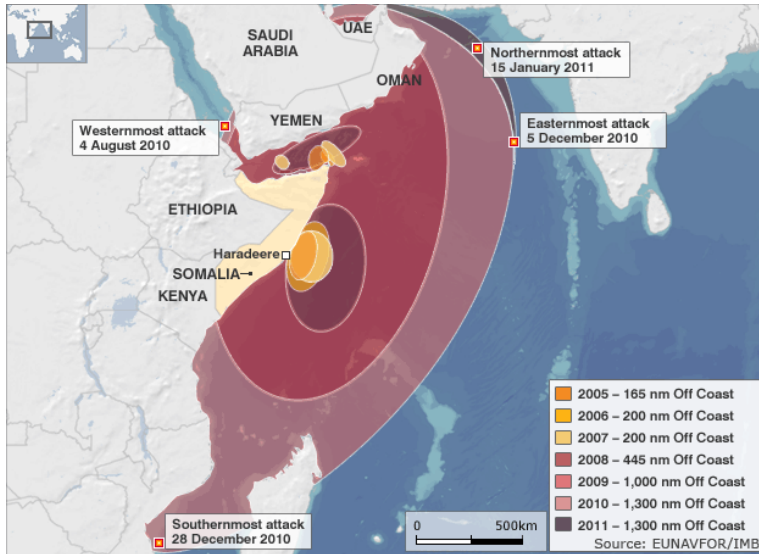 SAUDI
ARABIA
UAE
OMAN
Northernmost attack
15 January 2011
Easternmost attack
5 December 2010
YEMEN
Westernmost attack
4 August 2010
ETHIOPIA
Haradeere
SOMALIA
KENYA
2005 – 165 nm Off Coast
2006 – 200 nm Off Coast
2007 – 200 nm Off Coast
2008 – 445 nm Off Coast
2009 – 1,000 nm Off Coast
2010 – 1,300 nm Off Coast
2011 – 1,300 nm Off Coast
Southernmost attack
28 December 2010
0 500km
Source: EUNAVFOR/IMB